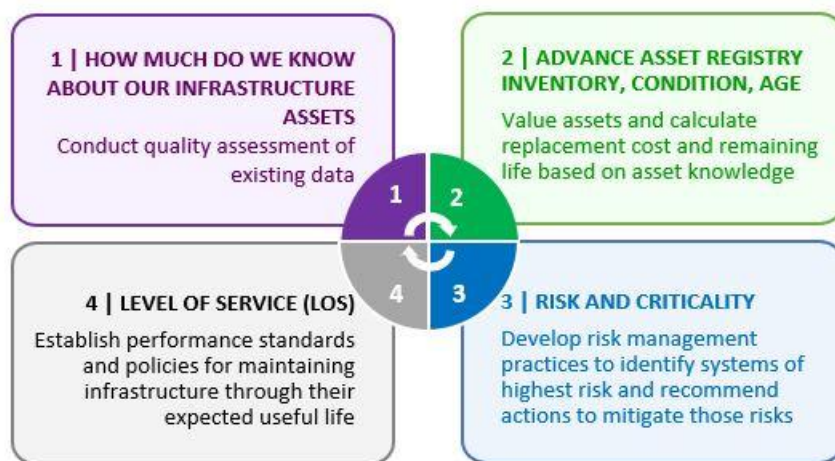 1 | HOW MUCH DO WE KNOW
ABOUT OUR INFRASTRUCTURE
ASSETS
Conduct quality assessment of
existing data
2 | ADVANCE ASSET REGISTRY
INVENTORY, CONDITION, AGE
Value assets and calculate
replacement cost and remaining
life based on asset knowledge
1
2
4
3
4 | LEVEL OF SERVICE (LOS)
Establish performance standards
and policies for maintaining
infrastructure through their
expected useful life
3 | RISK AND CRITICALITY
Develop risk management
practices to identify systems of
highest risk and recommend
actions to mitigate those risks